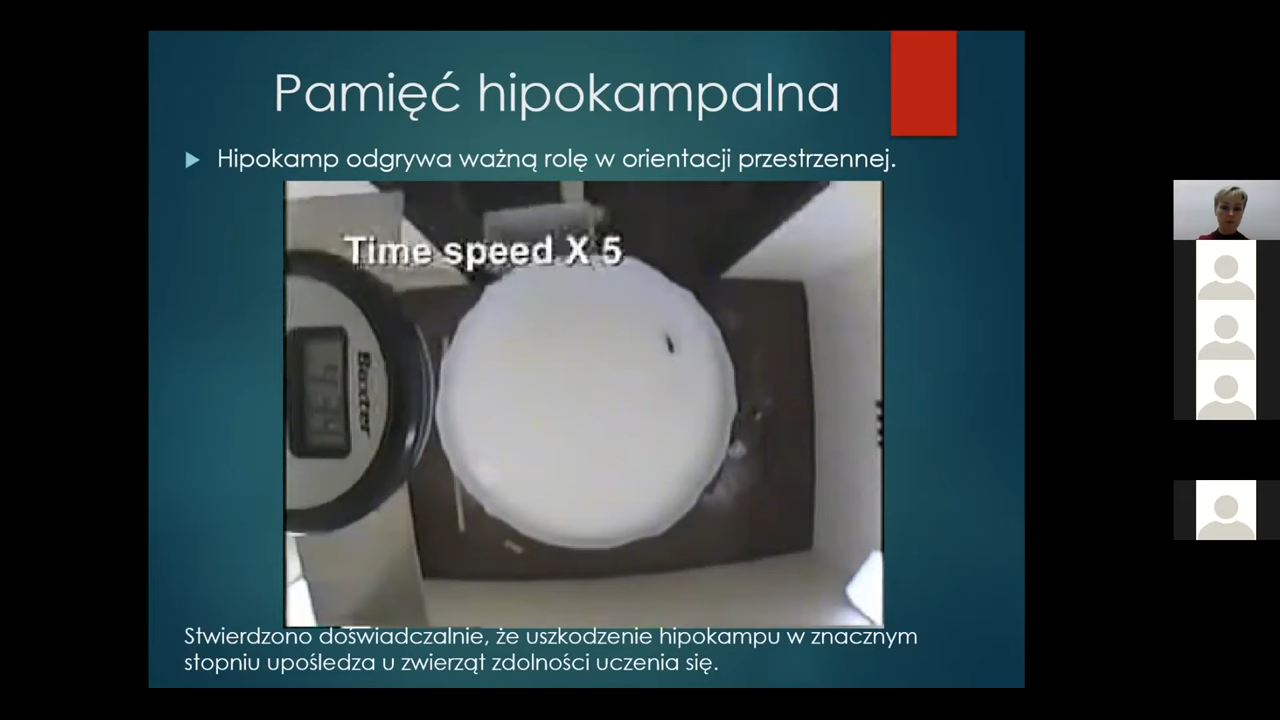 Pamięć hipokampalna
Hipokamp odgrywa ważną rolę w orientacji przestrzennej.
Time speed X 5
Baxter
Stwierdzono doświadczalnie, że uszkodzenie hipokampu w znacznym
stopniu upośledza u zwierząt zdolności uczenia się.